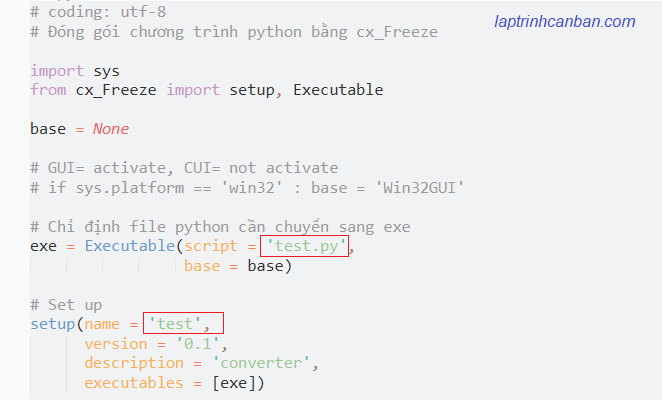 # coding: utf-8
laptrinhcanban.com
# Đóng gói chương trình python bằng cx_Freeze
import sys
from cx_Freeze import setup, Executable
base = None
# GUI= activate, CUI= not activate
# if sys.platform == 'win32' : base = 'Win32GUI'
# Chỉ định file python cần chuyển sang exe
exe = Executable(script = 'test.py',
base = base)
# Set up
setup(name = 'test',
version = '0.1',
description = 'converter',
executables = [exe])